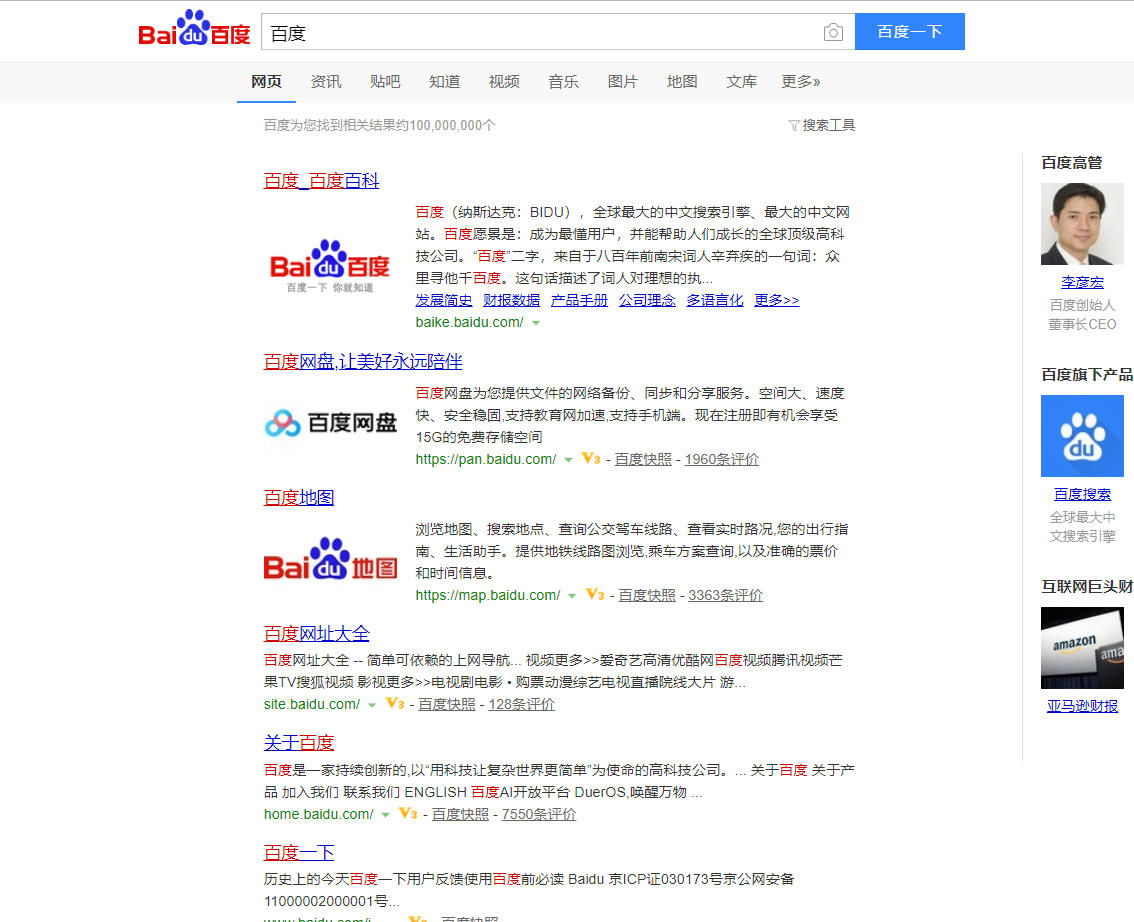 Bai du 百度
百度
百度一下
网页 资讯 贴吧 知道 视频 音乐 图片 地图 文库 更多»
百度为您找到相关结果约100,000,000个
搜索工具
百度_百度百科
Bai du 百度
百度一下 你就知道
百度（纳斯达克：BIDU），全球最大的中文搜索引擎、最大的中文网
站。百度愿景是：成为最懂用户，并能帮助人们成长的全球顶级高科
技公司。“百度”二字，来自于八百年前南宋词人辛弃疾的一句词：众
里寻他千百度。这句话描述了词人对理想的执...
发展简史 财报数据 产品手册 公司理念 多语言化 更多>>
baike.baidu.com/
百度网盘,让美好永远陪伴
百度网盘
百度网盘为您提供文件的网络备份、同步和分享服务。空间大、速度
快、安全稳固,支持教育网加速,支持手机端。现在注册即有机会享受
15G的免费存储空间
https://pan.baidu.com/ V3 - 百度快照 - 1960条评价
百度地图
Bai du 地图
浏览地图、搜索地点、查询公交驾车线路、查看实时路况,您的出行指
南、生活助手。提供地铁线路图浏览,乘车方案查询,以及准确的票价
和时间信息。
https://map.baidu.com/ V3 - 百度快照 - 3363条评价
百度网址大全
百度网址大全 -- 简单可依赖的上网导航... 视频更多>>爱奇艺高清优酷网百度视频腾讯视频芒
果TV搜狐视频 影视更多>>电视剧电影 • 购票动漫综艺电视直播院线大片 游...
site.baidu.com/ V3 - 百度快照 - 128条评价
关于百度
百度是一家持续创新的,以“用科技让复杂世界更简单”为使命的高科技公司。... 关于百度 关于产
品 加入我们 联系我们 ENGLISH 百度AI开放平台 DuerOS,唤醒万物 ...
home.baidu.com/ V3 - 百度快照 - 7550条评价
百度一下
历史上的今天百度一下用户反馈使用百度前必读 Baidu 京ICP证030173号京公网安备
11000002000001号...
百度高管
李彦宏
百度创始人
董事长CEO
百度旗下产品
du
百度搜索
全球最大中
文搜索引擎
互联网巨头财
amazon
ama
亚马逊财报